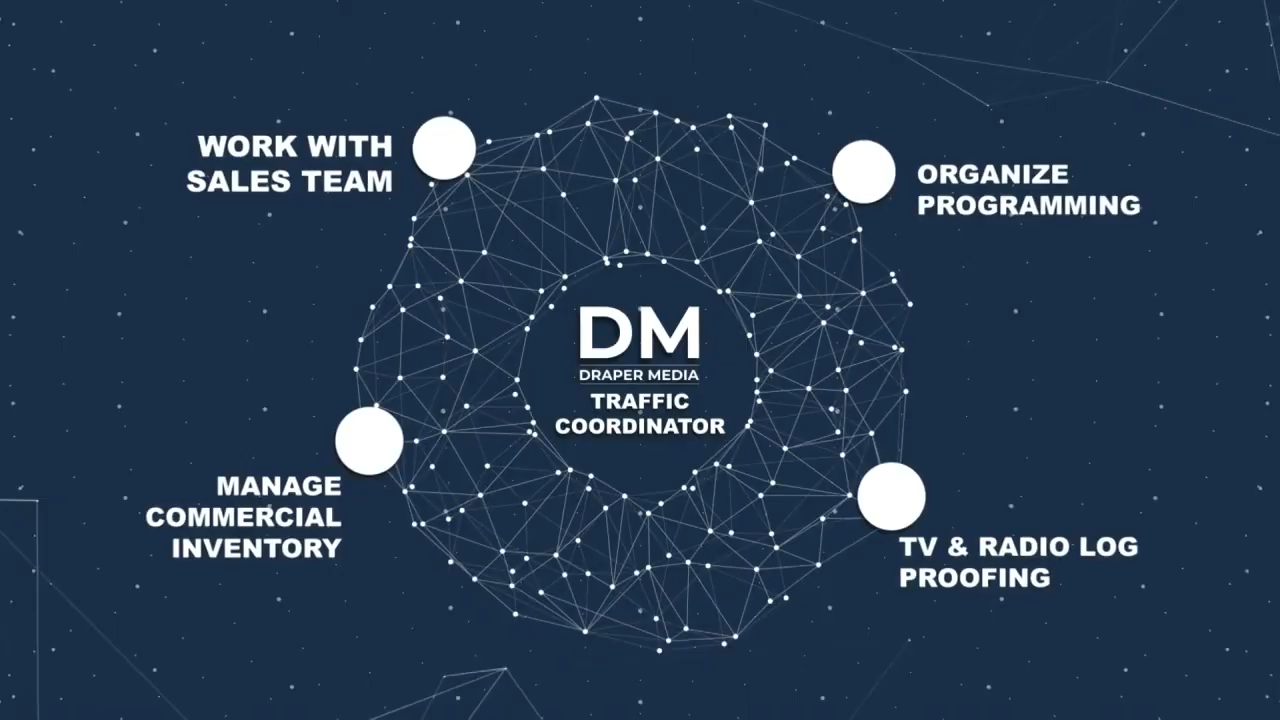 WORK WITH
SALES TEAM
ORGANIZE
PROGRAMMING
DM
DRAPER MEDIA
TRAFFIC
COORDINATOR
MANAGE
COMMERCIAL
INVENTORY
TV & RADIO LOG
PROOFING